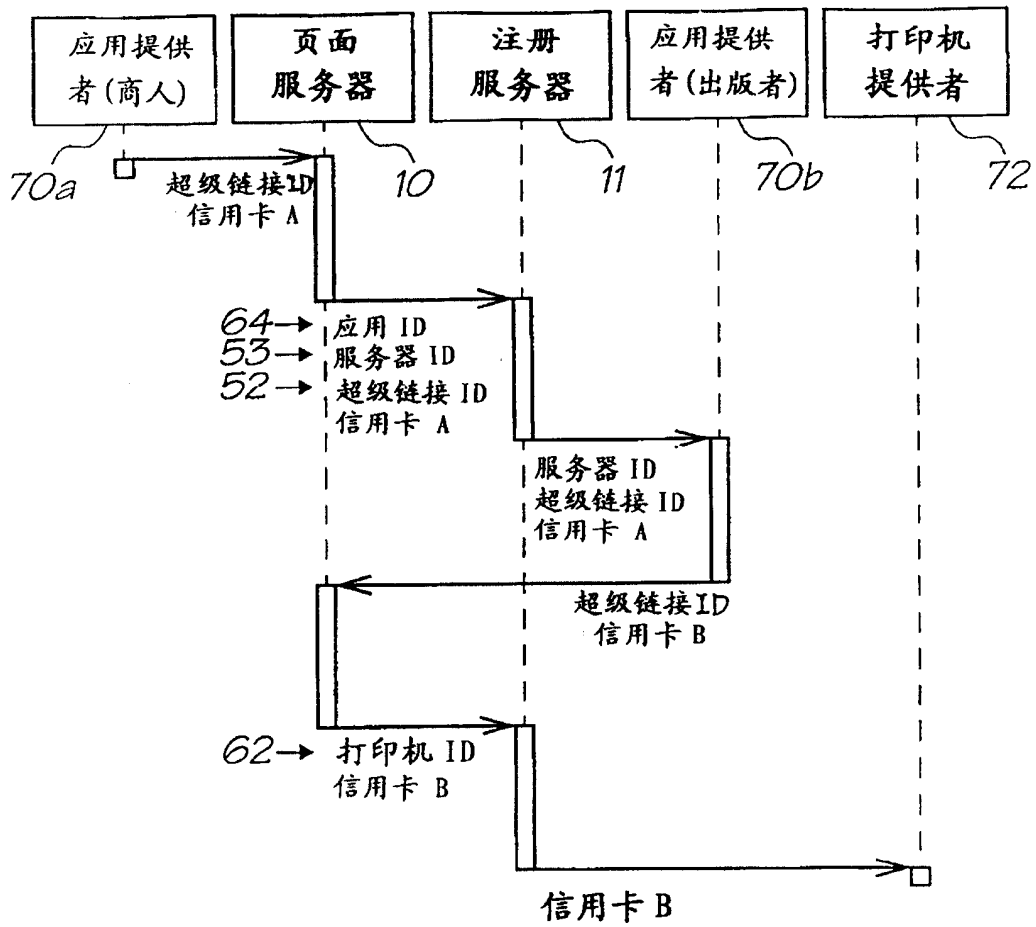 应用提供
者(商人)
页面
服务器
注册
服务器
应用提供
者(出版者)
打印机
提供者
70a
10
11
70b
72
超级链接ID
信用卡 A
64
应用 ID
53
服务器 ID
52
超级链接 ID
信用卡 A
服务器 ID
超级链接 ID
信用卡 A
超级链接ID
信用卡 B
62
打印机 ID
信用卡 B
信用卡 B